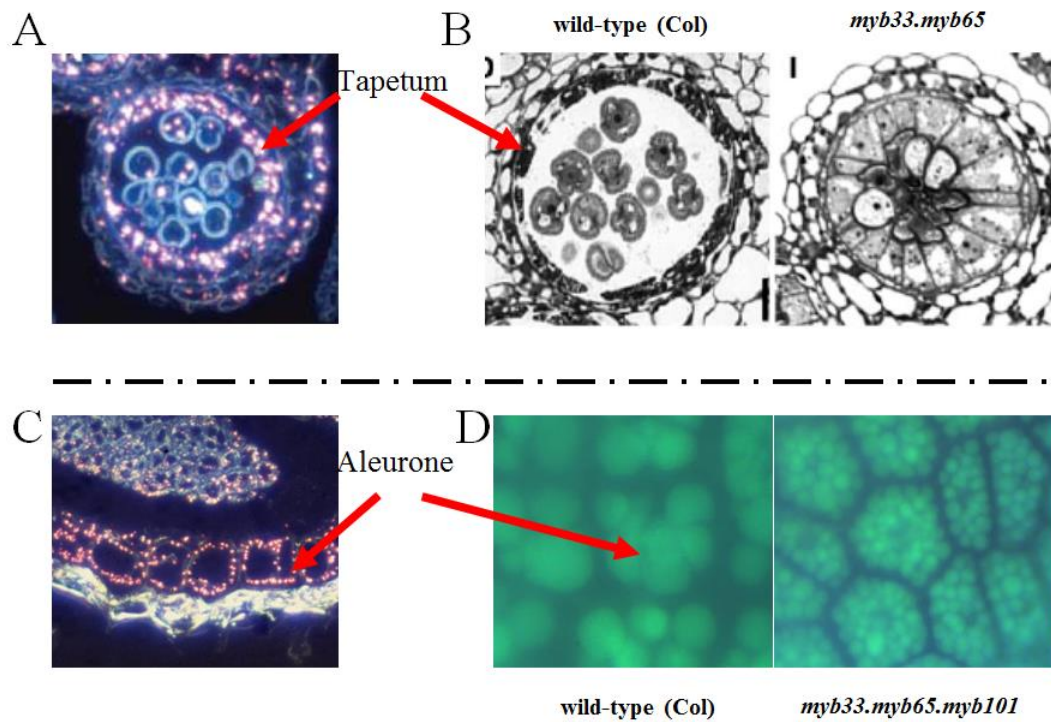 A
B
wild-type (Col)
myb33.myb65
Tapetum
I
C
D
Aleurone
wild-type (Col)
myb33.myb65.myb101